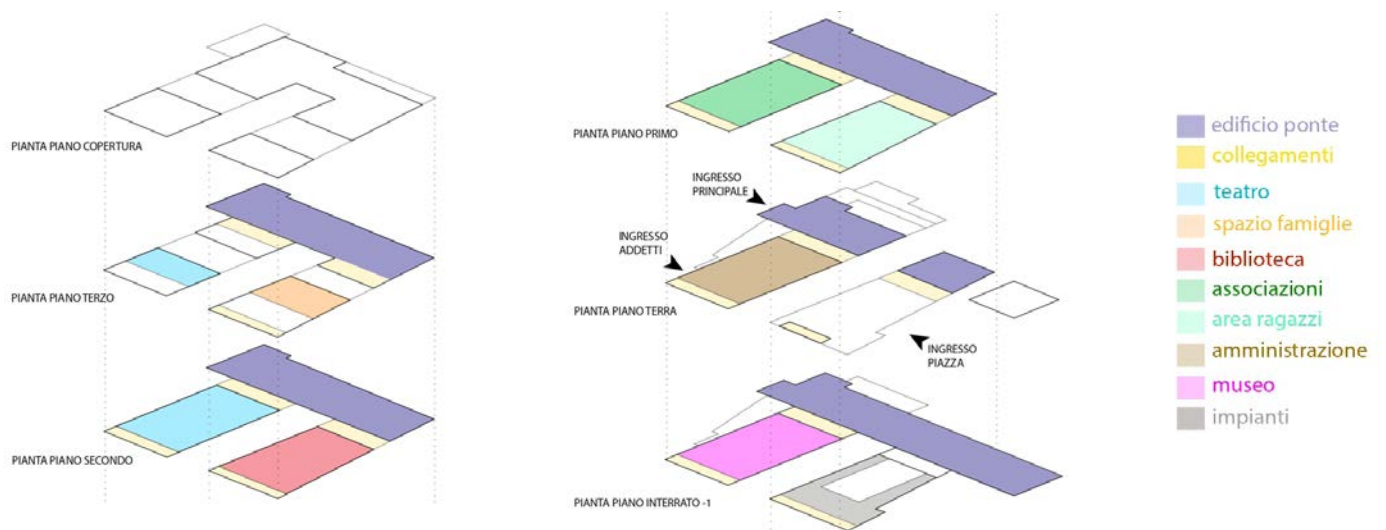 PIANTA PIANO COPERTURA
PIANTA PIANO TERZO
PIANTA PIANO SECONDO
PIANTA PIANO PRIMO
INGRESSO
PRINCIPALE
INGRESSO
ADDETTI
PIANTA PIANO TERRA
INGRESSO
PIAZZA
PIANTA PIANO INTERRATO -1
edificio ponte
collegamenti
teatro
spazio famiglie
biblioteca
associazioni
area ragazzi
amministrazione
museo
impianti